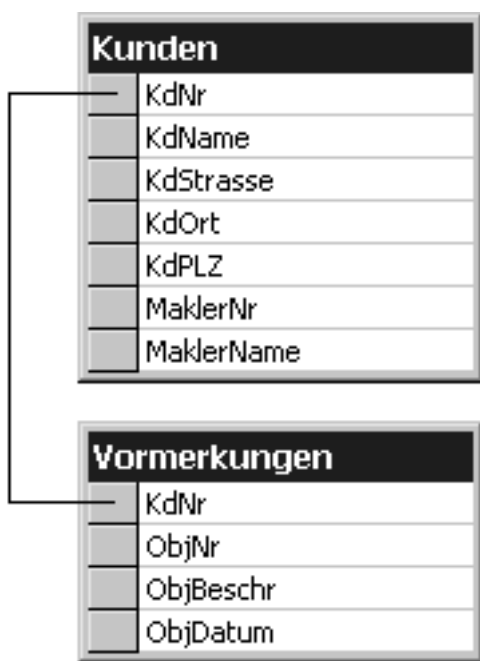 Kunden
KdNr
KdName
KdStrasse
KdOrt
KdPLZ
MaklerNr
MaklerName
Vormerkungen
KdNr
ObjNr
ObjBeschr
ObjDatum